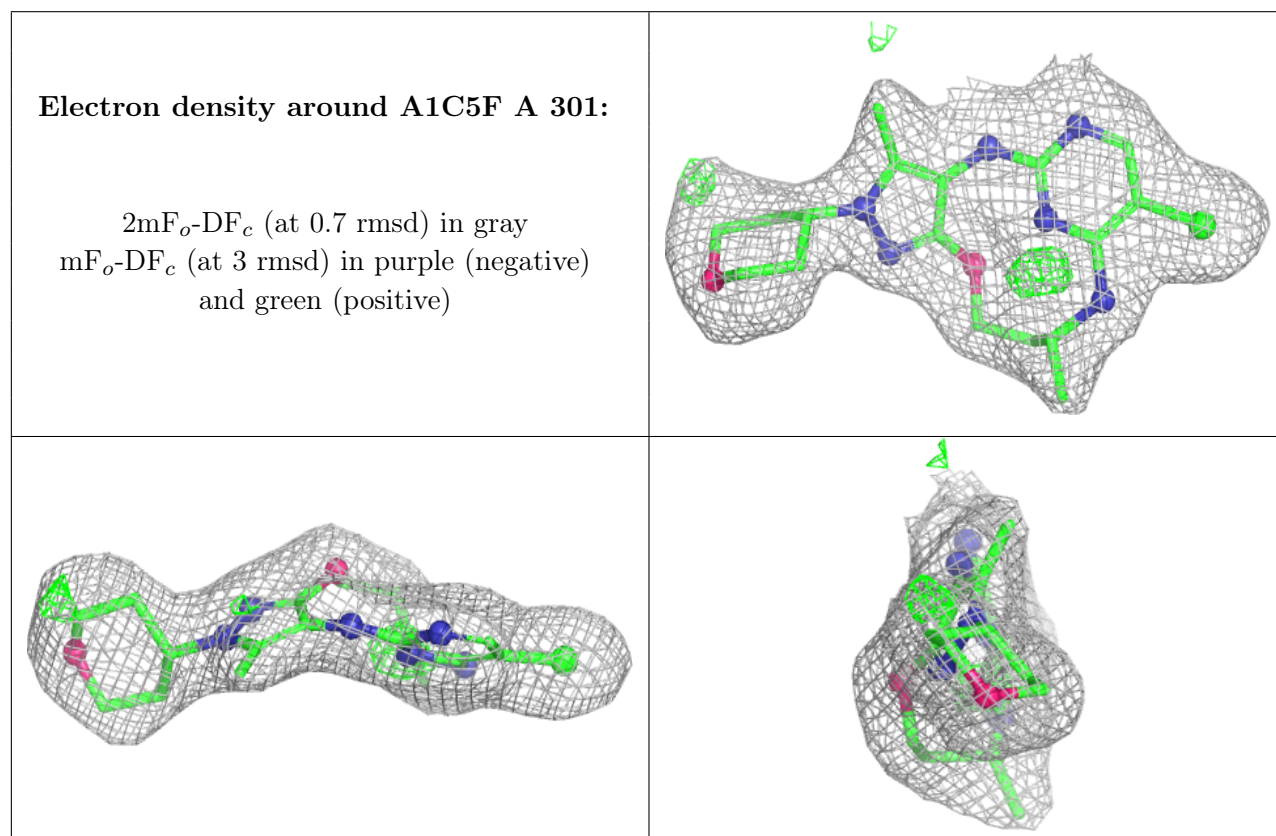 Electron density around A1C5F A 301:
2mFo-DFc (at 0.7 rmsd) in gray
mFo-DFc (at 3 rmsd) in purple (negative)
and green (positive)